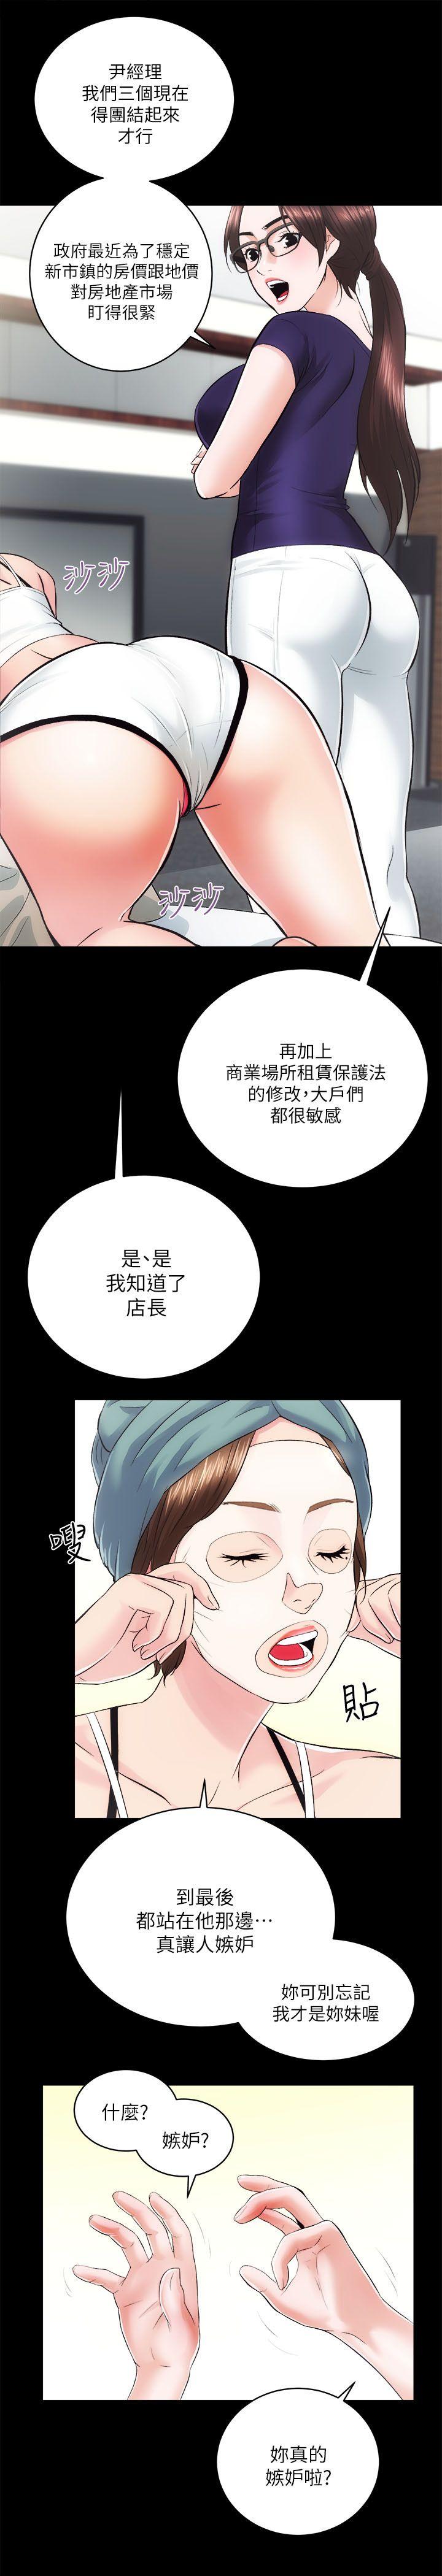 尹經理
我們三個現在
得團結起來
才行
政府最近為了穩定
新市鎮的房價跟地價
對房地產市場
盯得很緊
沙沙
沙沙
再加上
商業場所租賃保護法
的修改，大戶們
都很敏感
是、是
我知道了
店長
嗖
貼
到最後
都站在他那邊…
真讓人嫉妒
妳可別忘記
我才是妳妹喔
什麼?
嫉妒?
妳真的
嫉妒啦?